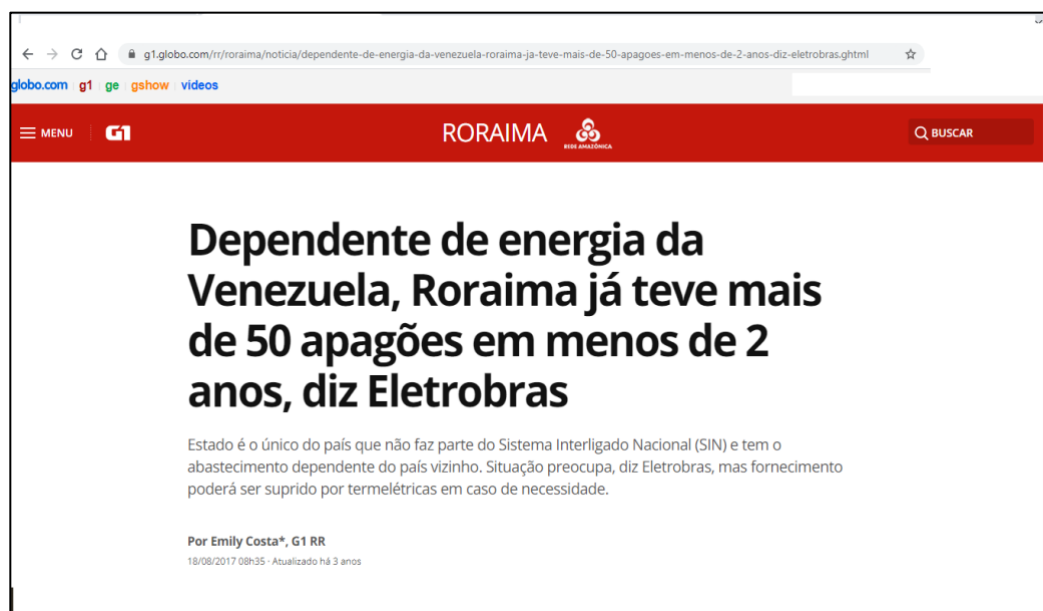 g1.globo.com/rr/roraima/noticia/dependente-de-energia-da-venezuela-roraima-ja-teve-mais-de-50-apagoes-em-menos-de-2-anos-diz-eletrobras.ghtml
globo.com g1 ge gshow videos
MENU G1 RORAIMA REDE AMAZÔNICA BUSCAR
Dependente de energia da
Venezuela, Roraima já teve mais
de 50 apagões em menos de 2
anos, diz Eletrobras
Estado é o único do país que não faz parte do Sistema Interligado Nacional (SIN) e tem o
abastecimento dependente do país vizinho. Situação preocupa, diz Eletrobras, mas fornecimento
poderá ser suprido por termelétricas em caso de necessidade.
Por Emily Costa*, G1 RR
18/08/2017 08h35 · Atualizado há 3 anos